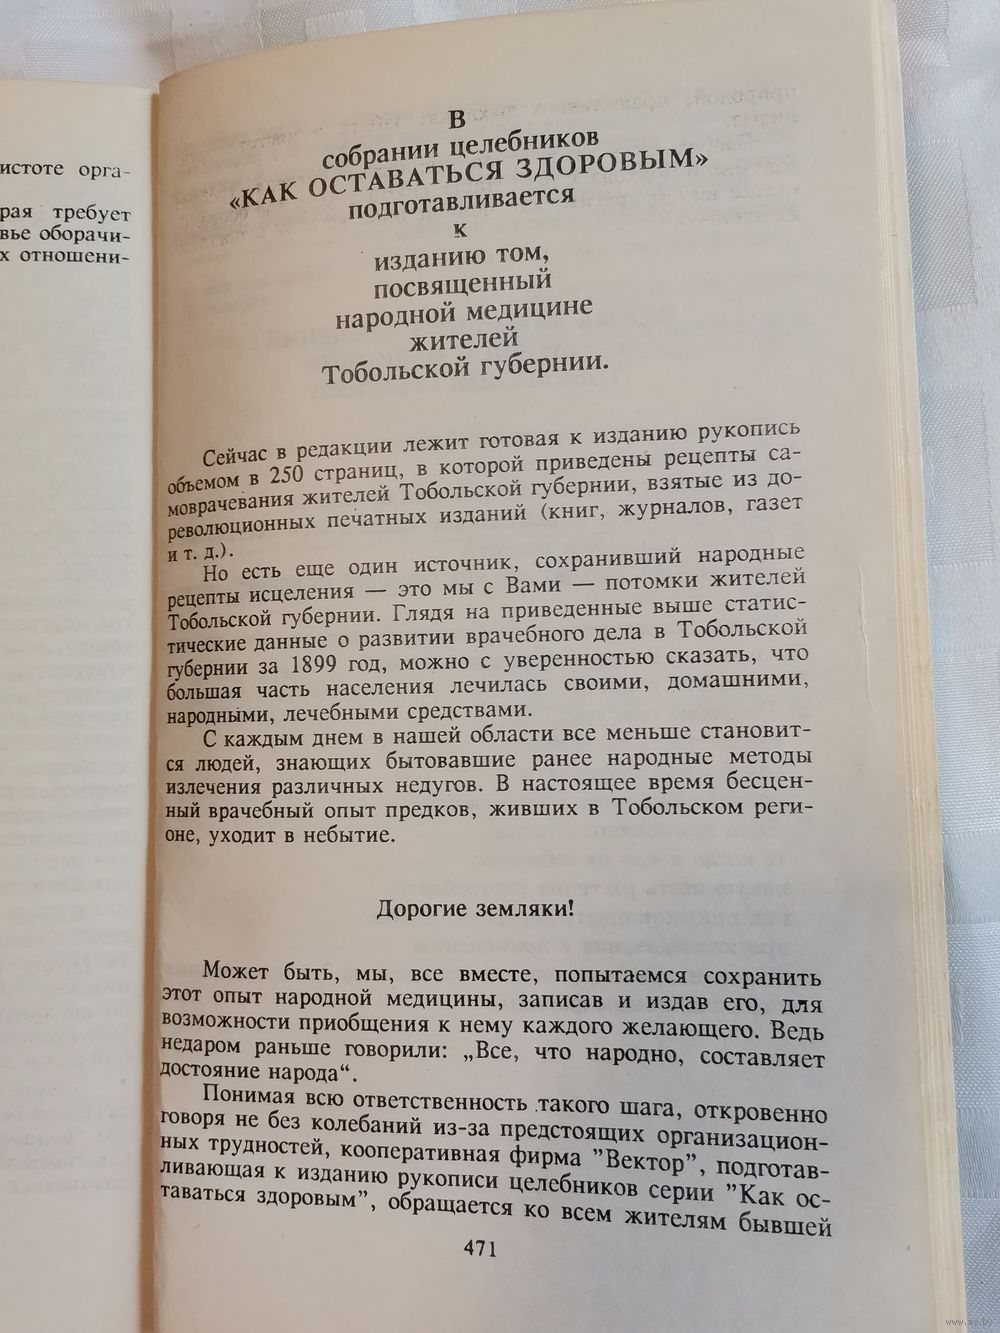 истоте орга-
рая требует
вье оборачи-
х отношени-
В
собрании целебников
«КАК ОСТАВАТЬСЯ ЗДОРОВЫМ»
подготавливается
к
изданию том,
посвященный
народной медицине
жителей
Тобольской губернии.
Сейчас в редакции лежит готовая к изданию рукопись
объемом в 250 страниц, в которой приведены рецепты са-
моврачевания жителей Тобольской губернии, взятые из до-
революционных печатных изданий (книг, журналов, газет
и т. д.).
Но есть еще один источник, сохранивший народные
рецепты исцеления — это мы с Вами — потомки жителей
Тобольской губернии. Глядя на приведенные выше статис-
тические данные о развитии врачебного дела в Тобольской
губернии за 1899 год, можно с уверенностью сказать, что
большая часть населения лечилась своими, домашними,
народными, лечебными средствами.
С каждым днем в нашей области все меньше становит-
ся людей, знающих бытовавшие ранее народные методы
излечения различных недугов. В настоящее время бесцен-
ный врачебный опыт предков, живших в Тобольском реги-
оне, уходит в небытие.
Дорогие земляки!
Может быть, мы, все вместе, попытаемся сохранить
этот опыт народной медицины, записав и издав его, для
возможности приобщения к нему каждого желающего. Ведь
недаром раньше говорили: „Все, что народно, составляет
достояние народа“.
Понимая всю ответственность такого шага, откровенно
говоря не без колебаний из-за предстоящих организацион-
ных трудностей, кооперативная фирма ”Вектор”, подготав-
ливающая к изданию рукописи целебников серии ”Как ос-
таваться здоровым”, обращается ко всем жителям бывшей
471
www.ay.by